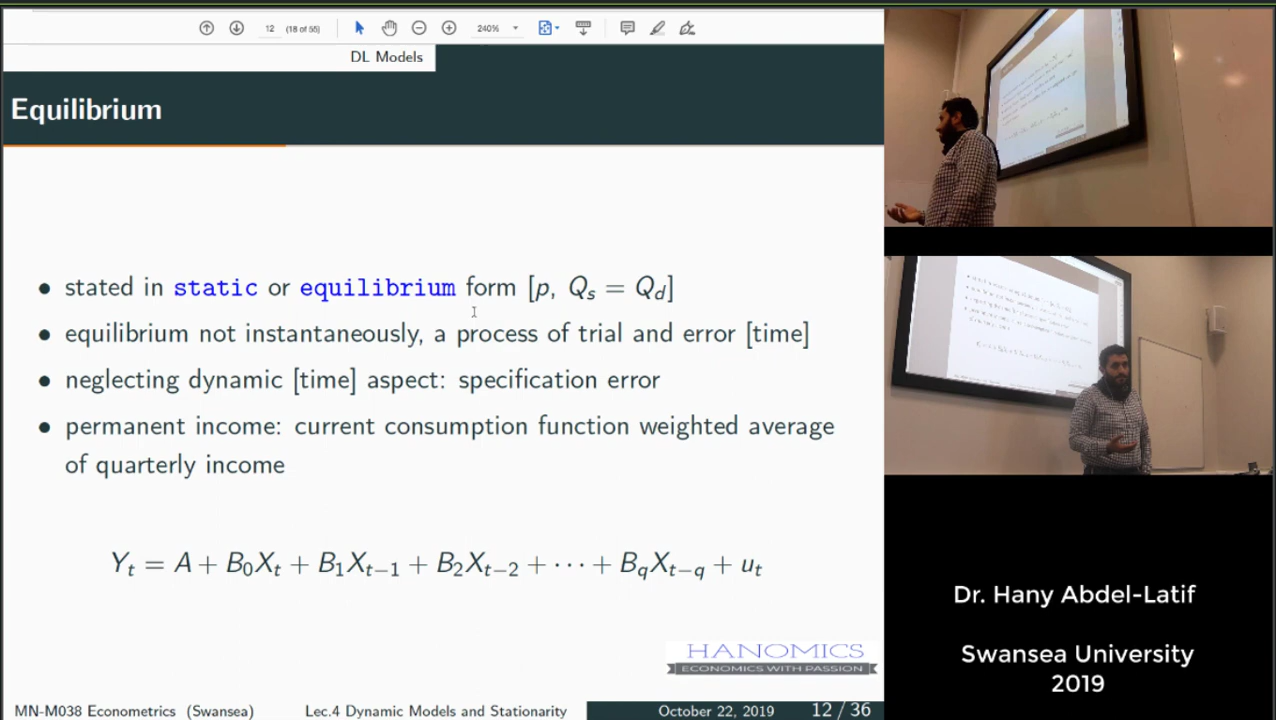 12 (18 of 55) 240%
DL Models
Equilibrium
• stated in static or equilibrium form [p, Qₛ = Q_d]
• equilibrium not instantaneously, a process of trial and error [time]
• neglecting dynamic [time] aspect: specification error
• permanent income: current consumption function weighted average
of quarterly income
Yₜ = A + B₀Xₜ + B₁Xₜ₋₁ + B₂Xₜ₋₂ + ⋯ + B_qX_{t−q} + uₜ
HANOMICS
ECONOMICS WITH PASSION
MN-M038 Econometrics (Swansea) Lec.4 Dynamic Models and Stationarity October 22, 2019 12 / 36
Dr. Hany Abdel-Latif
Swansea University
2019